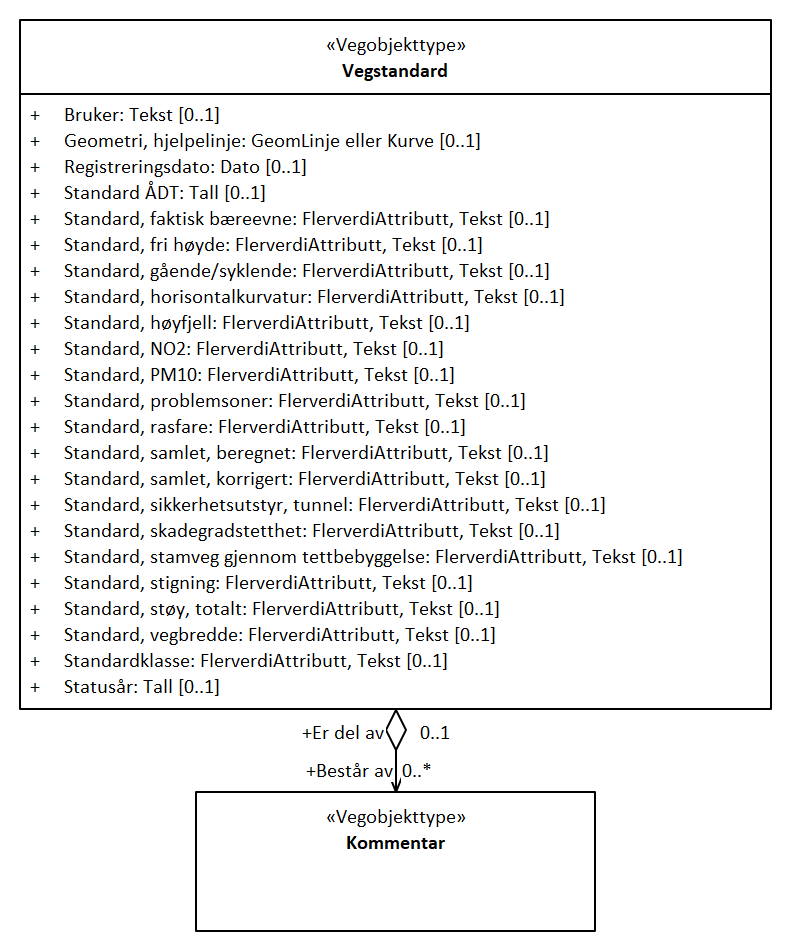 «Vegobjekttype»
Vegstandard
+ Bruker: Tekst [0..1]
+ Geometri, hjelpelinje: GeomLinje eller Kurve [0..1]
+ Registreringsdato: Dato [0..1]
+ Standard ÅDT: Tall [0..1]
+ Standard, faktisk bæreevne: FlerverdiAttributt, Tekst [0..1]
+ Standard, fri høyde: FlerverdiAttributt, Tekst [0..1]
+ Standard, gående/syklende: FlerverdiAttributt, Tekst [0..1]
+ Standard, horisontalkurvatur: FlerverdiAttributt, Tekst [0..1]
+ Standard, høyfjell: FlerverdiAttributt, Tekst [0..1]
+ Standard, NO2: FlerverdiAttributt, Tekst [0..1]
+ Standard, PM10: FlerverdiAttributt, Tekst [0..1]
+ Standard, problemsoner: FlerverdiAttributt, Tekst [0..1]
+ Standard, rasfare: FlerverdiAttributt, Tekst [0..1]
+ Standard, samlet, beregnet: FlerverdiAttributt, Tekst [0..1]
+ Standard, samlet, korrigert: FlerverdiAttributt, Tekst [0..1]
+ Standard, sikkerhetsutstyr, tunnel: FlerverdiAttributt, Tekst [0..1]
+ Standard, skadegradstetthet: FlerverdiAttributt, Tekst [0..1]
+ Standard, stamveg gjennom tettbebyggelse: FlerverdiAttributt, Tekst [0..1]
+ Standard, stigning: FlerverdiAttributt, Tekst [0..1]
+ Standard, støy, totalt: FlerverdiAttributt, Tekst [0..1]
+ Standard, vegbredde: FlerverdiAttributt, Tekst [0..1]
+ Standardklasse: FlerverdiAttributt, Tekst [0..1]
+ Statusår: Tall [0..1]
+Er del av 0..1
+Består av 0..*
«Vegobjekttype»
Kommentar